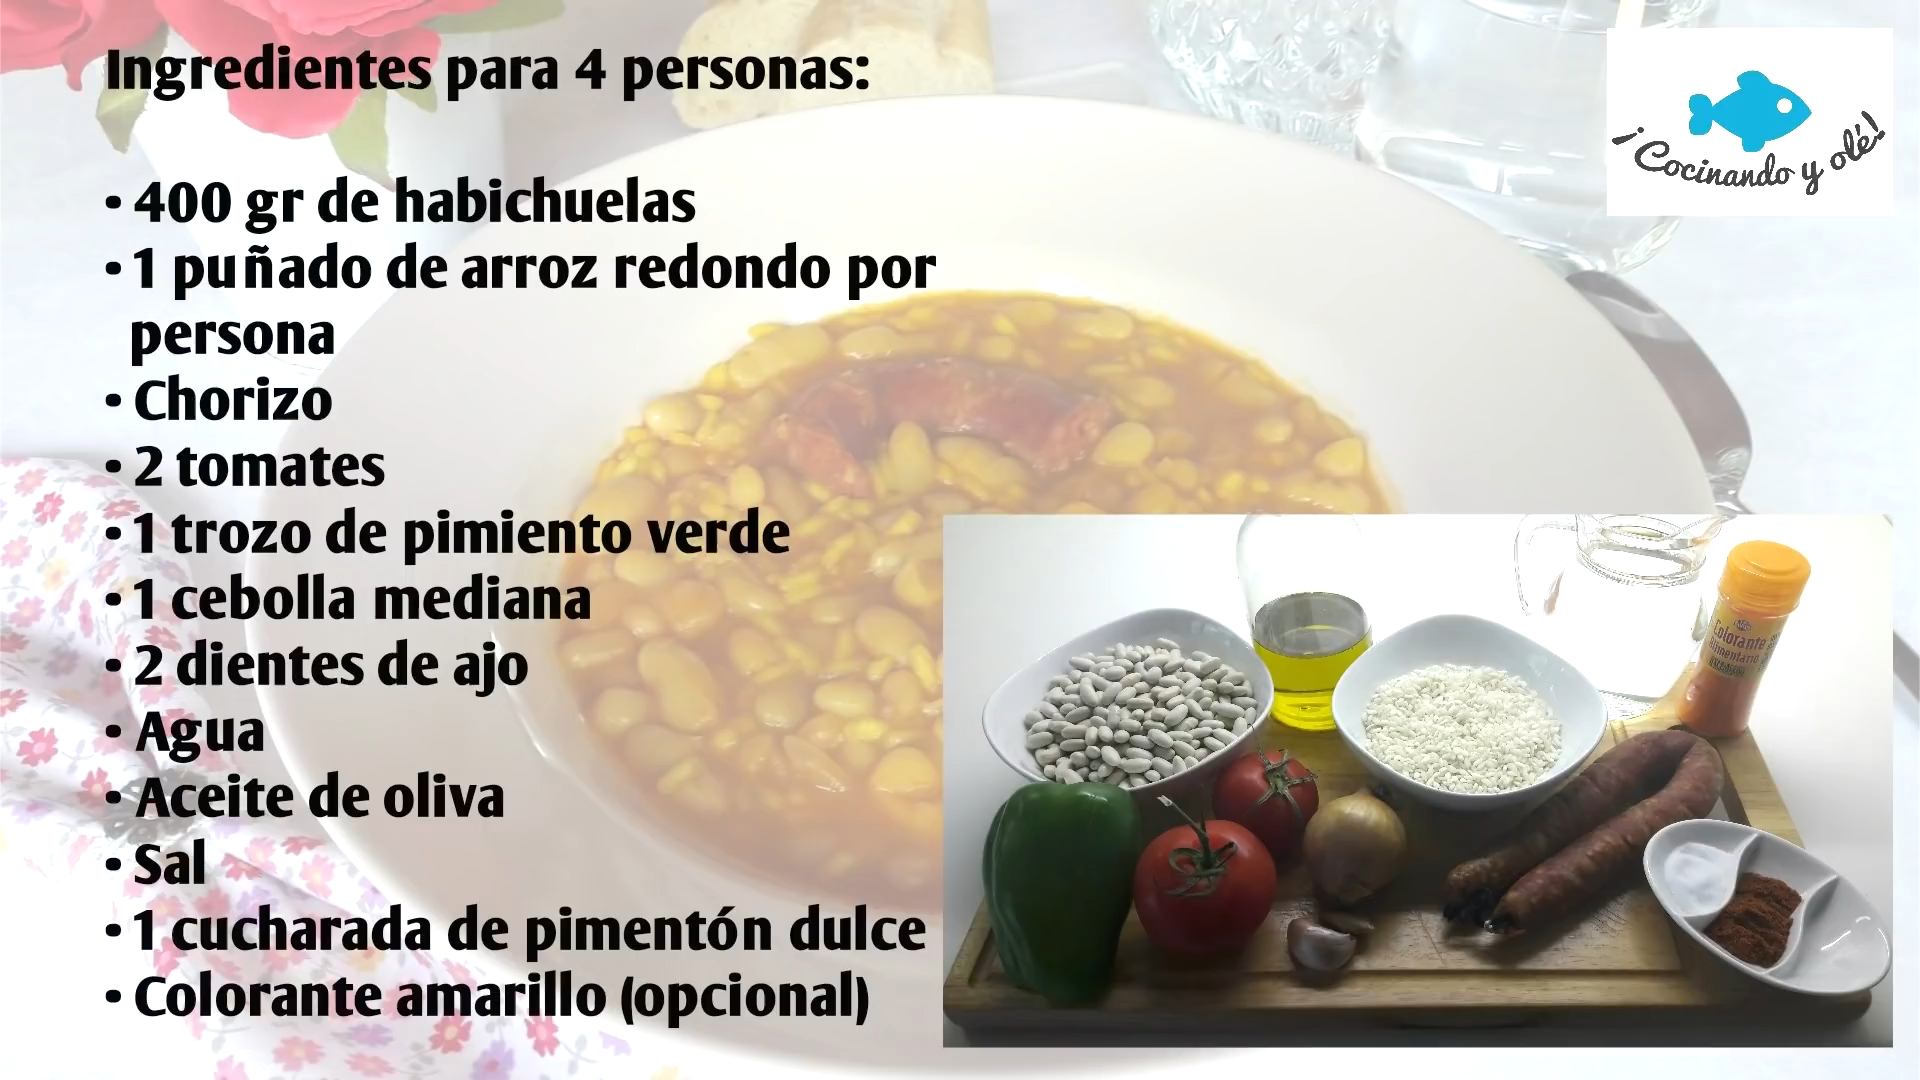 Ingredientes para 4 personas:
• 400 gr de habichuelas
• 1 puñado de arroz redondo por
persona
• Chorizo
• 2 tomates
• 1 trozo de pimiento verde
• 1 cebolla mediana
• 2 dientes de ajo
• Agua
• Aceite de oliva
• Sal
• 1 cucharada de pimentón dulce
• Colorante amarillo (opcional)
¡Cocinando y olé!
Colorante
alimentario